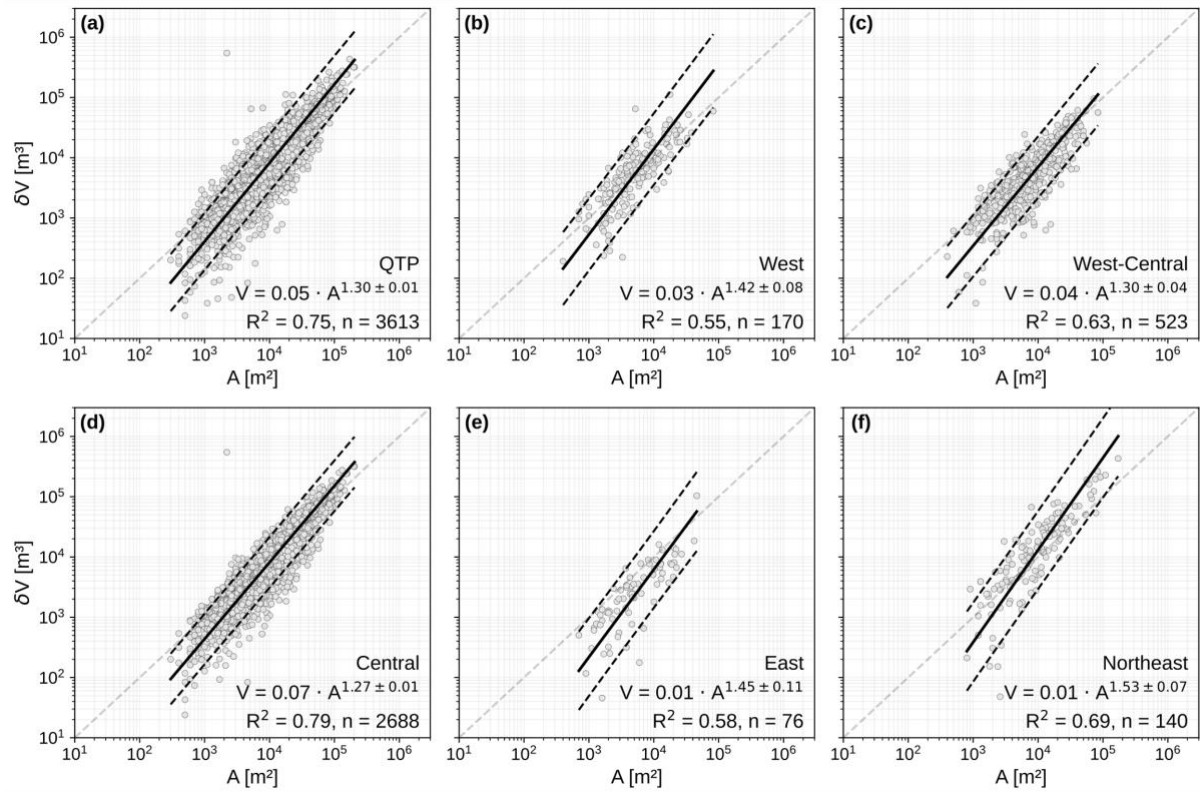 (a)
10⁶
10⁵
10⁴
10³
10²
10¹
δV [m³]
QTP
V = 0.05 · A^1.30 ± 0.01
R² = 0.75, n = 3613
10¹ 10² 10³ 10⁴ 10⁵ 10⁶
A [m²]
(b)
West
V = 0.03 · A^1.42 ± 0.08
R² = 0.55, n = 170
10¹ 10² 10³ 10⁴ 10⁵ 10⁶
A [m²]
(c)
West-Central
V = 0.04 · A^1.30 ± 0.04
R² = 0.63, n = 523
10¹ 10² 10³ 10⁴ 10⁵ 10⁶
A [m²]
(d)
10⁶
10⁵
10⁴
10³
10²
10¹
δV [m³]
Central
V = 0.07 · A^1.27 ± 0.01
R² = 0.79, n = 2688
10¹ 10² 10³ 10⁴ 10⁵ 10⁶
A [m²]
(e)
East
V = 0.01 · A^1.45 ± 0.11
R² = 0.58, n = 76
10¹ 10² 10³ 10⁴ 10⁵ 10⁶
A [m²]
(f)
Northeast
V = 0.01 · A^1.53 ± 0.07
R² = 0.69, n = 140
10¹ 10² 10³ 10⁴ 10⁵ 10⁶
A [m²]